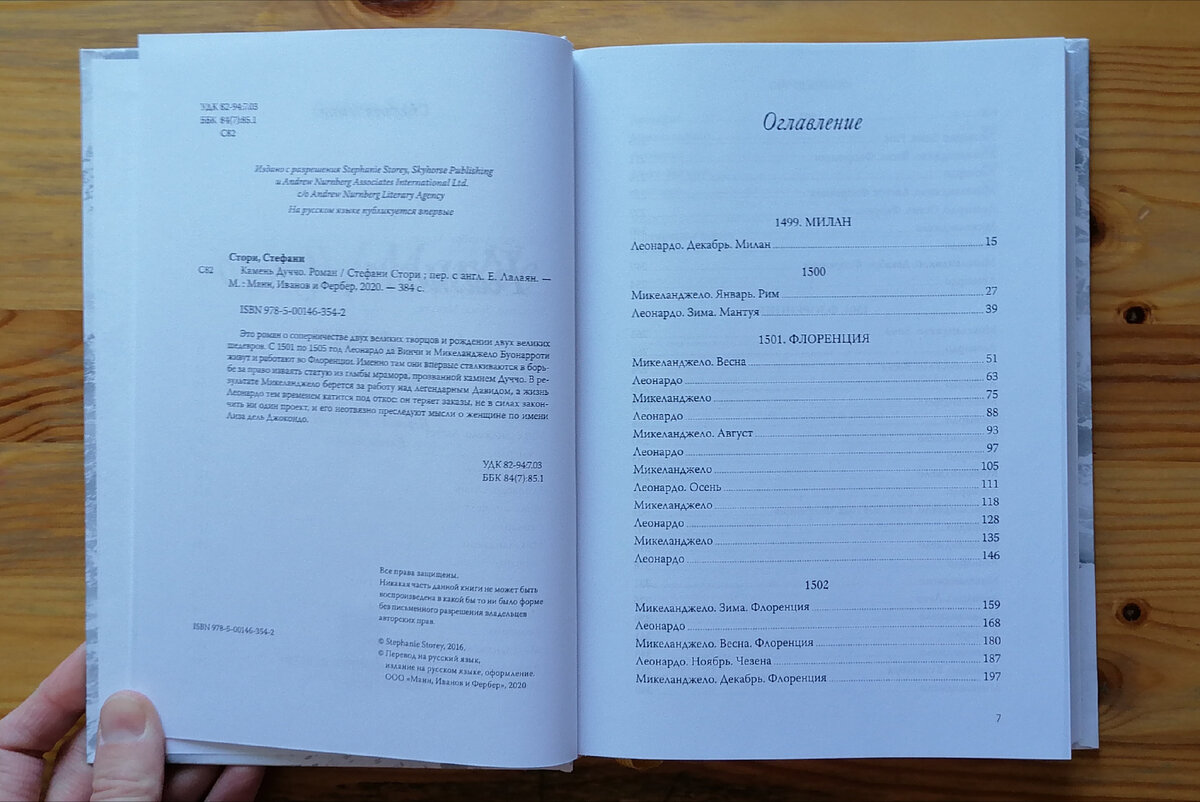 УДК 82-94:7.03
ББК 84(7):85.1
С82
Издано с разрешения Stephanie Storey, Skyhorse Publishing
и Andrew Nurnberg Associates International Ltd.
c/o Andrew Nurnberg Literary Agency
На русском языке публикуется впервые
Стори, Стефани
С82 Камень Дуччо. Роман / Стефани Стори ; пер. с англ. Е. Лалаян. —
М. : Манн, Иванов и Фербер, 2020. — 384 с.
ISBN 978-5-00146-354-2
Это роман о соперничестве двух великих творцов и рождении двух великих
шедевров. С 1501 по 1505 год Леонардо да Винчи и Микеланджело Буонарроти
живут и работают во Флоренции. Именно там они впервые сталкиваются в борь-
бе за право изваять статую из глыбы мрамора, прозванной камнем Дуччо. В ре-
зультате Микеланджело берется за работу над легендарным Давидом, а жизнь
Леонардо тем временем катится под откос: он теряет заказы, не в силах закон-
чить ни один проект, и его неотвязно преследуют мысли о женщине по имени
Лиза дель Джокондо.
УДК 82-94:7.03
ББК 84(7):85.1
Все права защищены.
Никакая часть данной книги не может быть
воспроизведена в какой бы то ни было форме
без письменного разрешения владельцев
авторских прав.
ISBN 978-5-00146-354-2
© Stephanie Storey, 2016,
© Перевод на русский язык,
издание на русском языке, оформление.
ООО «Манн, Иванов и Фербер», 2020
Оглавление
1499. МИЛАН
Леонардо. Декабрь. Милан 15
1500
Микеланджело. Январь. Рим 27
Леонардо. Зима. Мантуя 39
1501. ФЛОРЕНЦИЯ
Микеланджело. Весна 51
Леонардо 63
Микеланджело 75
Леонардо 88
Микеланджело. Август 93
Леонардо 97
Микеланджело 105
Леонардо. Осень 111
Микеланджело 118
Леонардо 128
Микеланджело 135
Леонардо 146
1502
Микеланджело. Зима. Флоренция 159
Леонардо 168
Микеланджело. Весна. Флоренция 180
Леонардо. Ноябрь. Чезена 187
Микеланджело. Декабрь. Флоренция 197
7